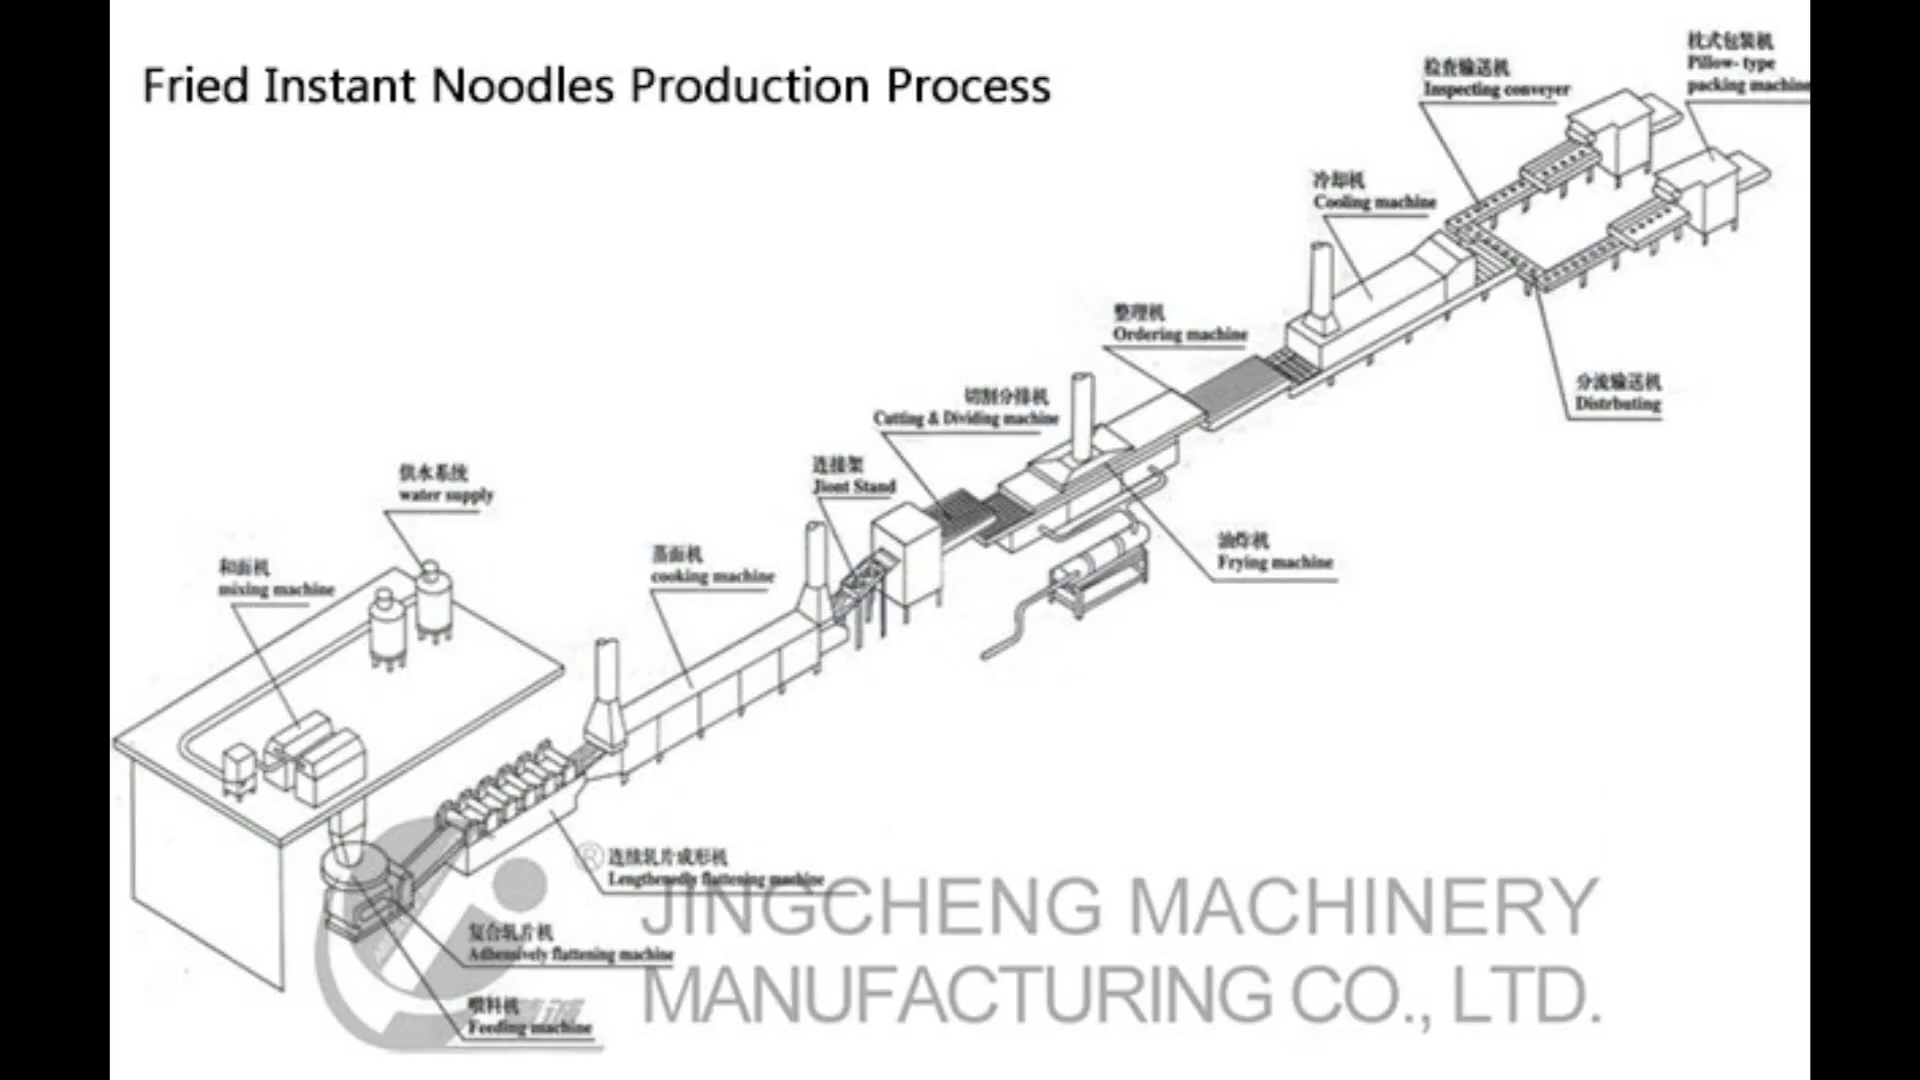 Fried Instant Noodles Production Process
枕式包装机
Pillow- type
packing machine
检查输送机
Inspecting conveyer
冷却机
Cooling machine
整理机
Ordering machine
分流输送机
Distrbuting
切割分排机
Cutting & Dividing machine
连接架
Jiont Stand
供水系统
water supply
油炸机
Frying machine
蒸面机
cooking machine
和面机
mixing machine
连续轧片成形机
Lengthenedly flattening machine
复合轧片机
Adhensively flattening machine
喂料机
Feeding machine
®
JINGCHENG MACHINERY
MANUFACTURING CO., LTD.